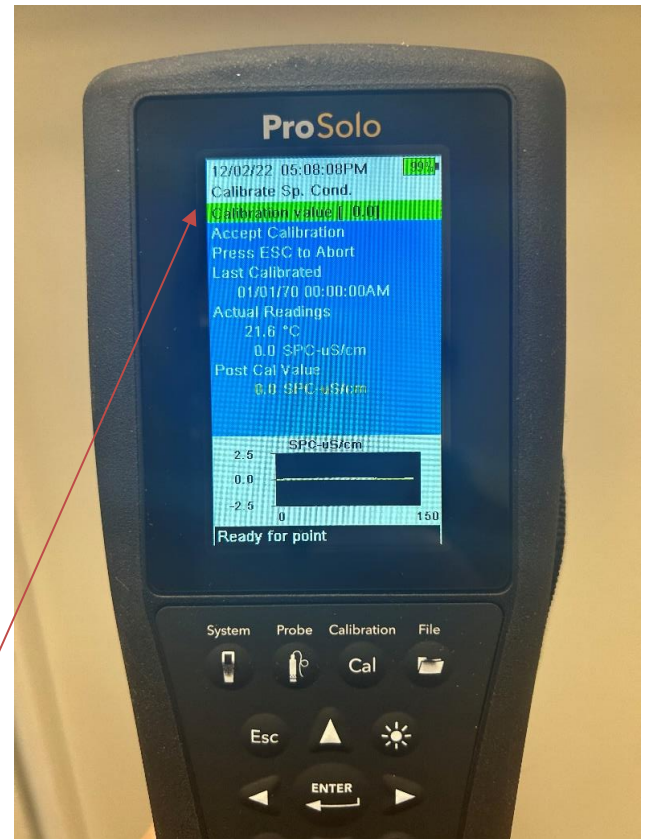 ProSolo
12/02/22 05:08:08PM 99%
Calibrate Sp. Cond.
Calibration value [ 0.0]
Accept Calibration
Press ESC to Abort
Last Calibrated
01/01/70 00:00:00AM
Actual Readings
21.6 °C
0.0 SPC-uS/cm
Post Cal Value
0.0 SPC-uS/cm
SPC-uS/cm
2.5
0.0
-2.5
0 150
Ready for point
System Probe Calibration File
Cal
Esc
ENTER